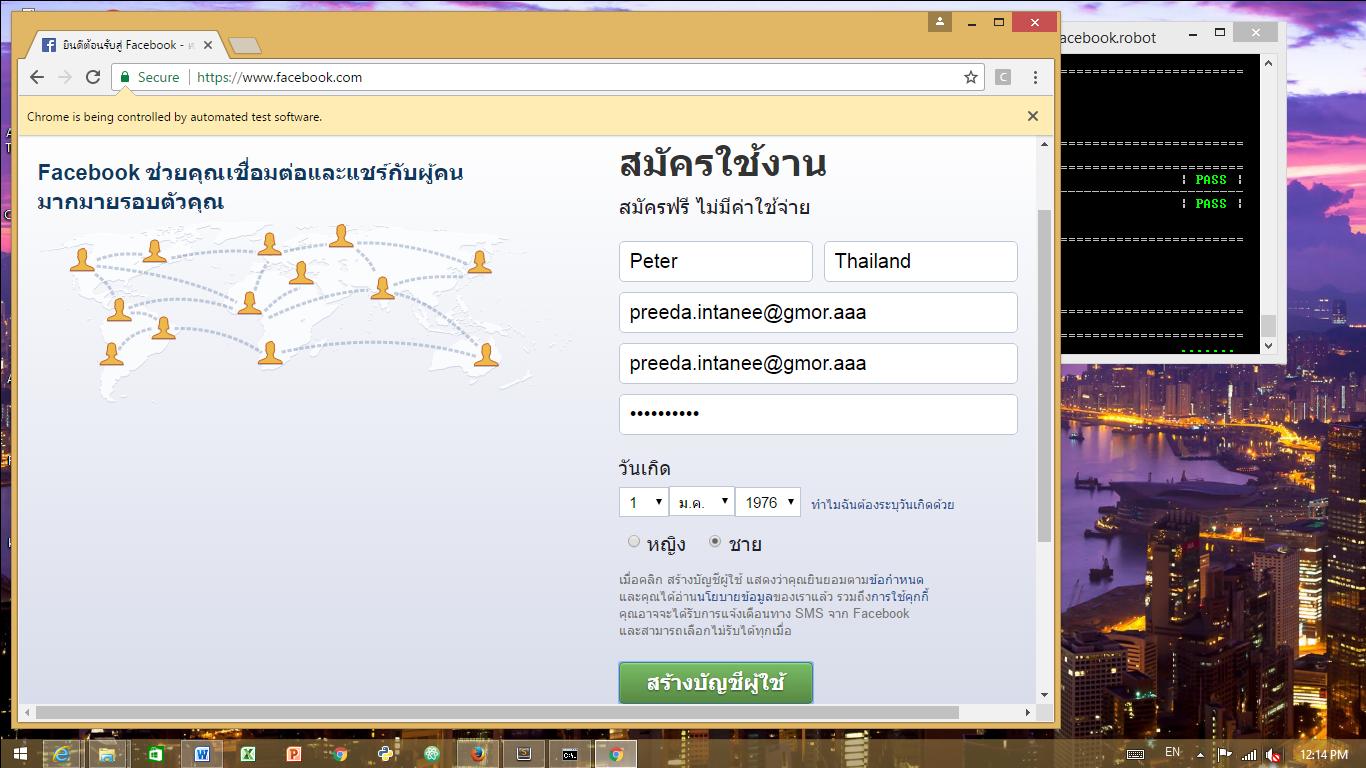 ยินดีต้อนรับสู่ Facebook -
acebook.robot
Secure
https://www.facebook.com
C
Chrome is being controlled by automated test software.
| PASS |
| PASS |
Facebook ช่วยคุณเชื่อมต่อและแชร์กับผู้คน
มากมายรอบตัวคุณ
สมัครใช้งาน
สมัครฟรี ไม่มีค่าใช้จ่าย
Peter
Thailand
preeda.intanee@gmor.aaa
preeda.intanee@gmor.aaa
••••••••••
วันเกิด
1 ม.ค. 1976 ทำไมฉันต้องระบุวันเกิดด้วย
หญิง ชาย
เมื่อคลิก สร้างบัญชีผู้ใช้ แสดงว่าคุณยินยอมตามข้อกำหนด
และคุณได้อ่านนโยบายข้อมูลของเราแล้ว รวมถึงการใช้คุกกี้
คุณอาจจะได้รับการแจ้งเตือนทาง SMS จาก Facebook
และสามารถเลือกไม่รับได้ทุกเมื่อ
สร้างบัญชีผู้ใช้
EN
12:14 PM